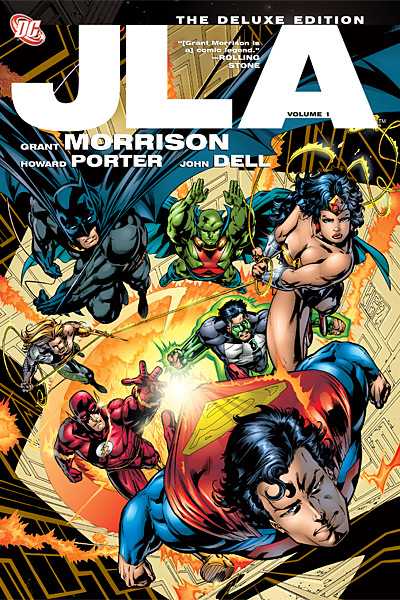 DC
THE DELUXE EDITION
"[Grant Morrison is
a] comic legend."
—ROLLING
STONE
JLA
VOLUME 1
TM
GRANT MORRISON
HOWARD PORTER JOHN DELL